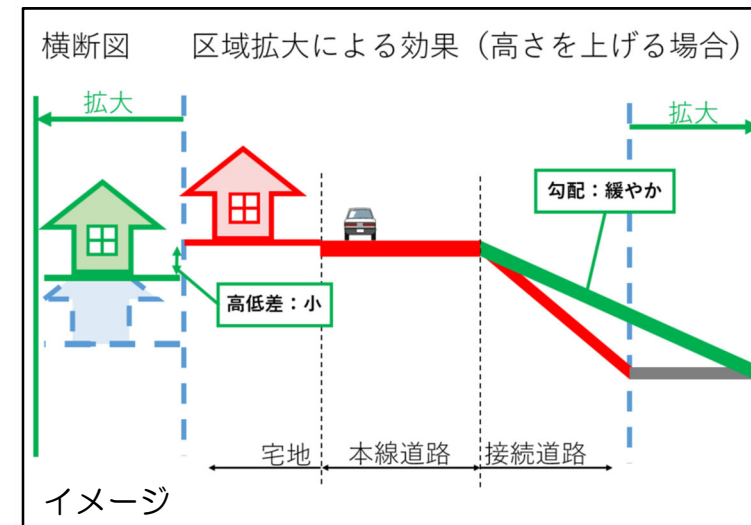 横断図 区域拡大による効果（高さを上げる場合）
拡大
拡大
勾配：緩やか
高低差：小
宅地
本線道路
接続道路
イメージ